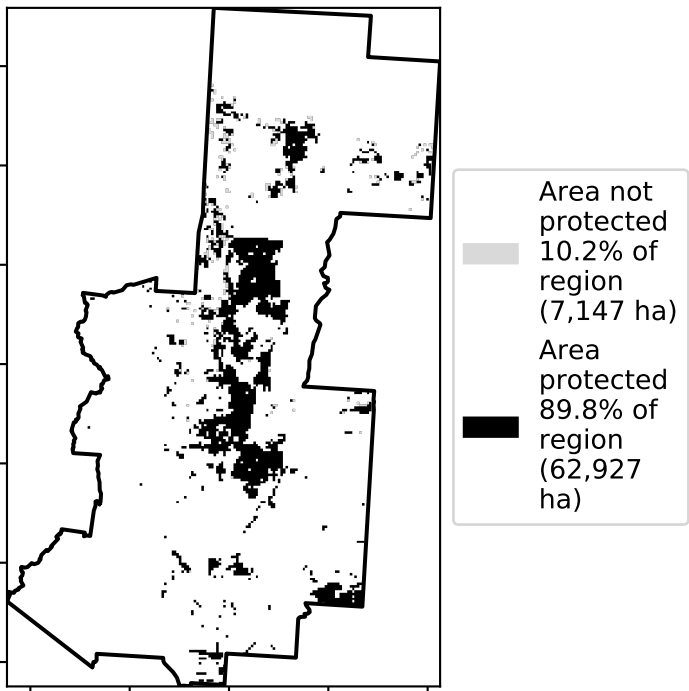 Area not
protected
10.2% of
region
(7,147 ha)
Area
protected
89.8% of
region
(62,927
ha)